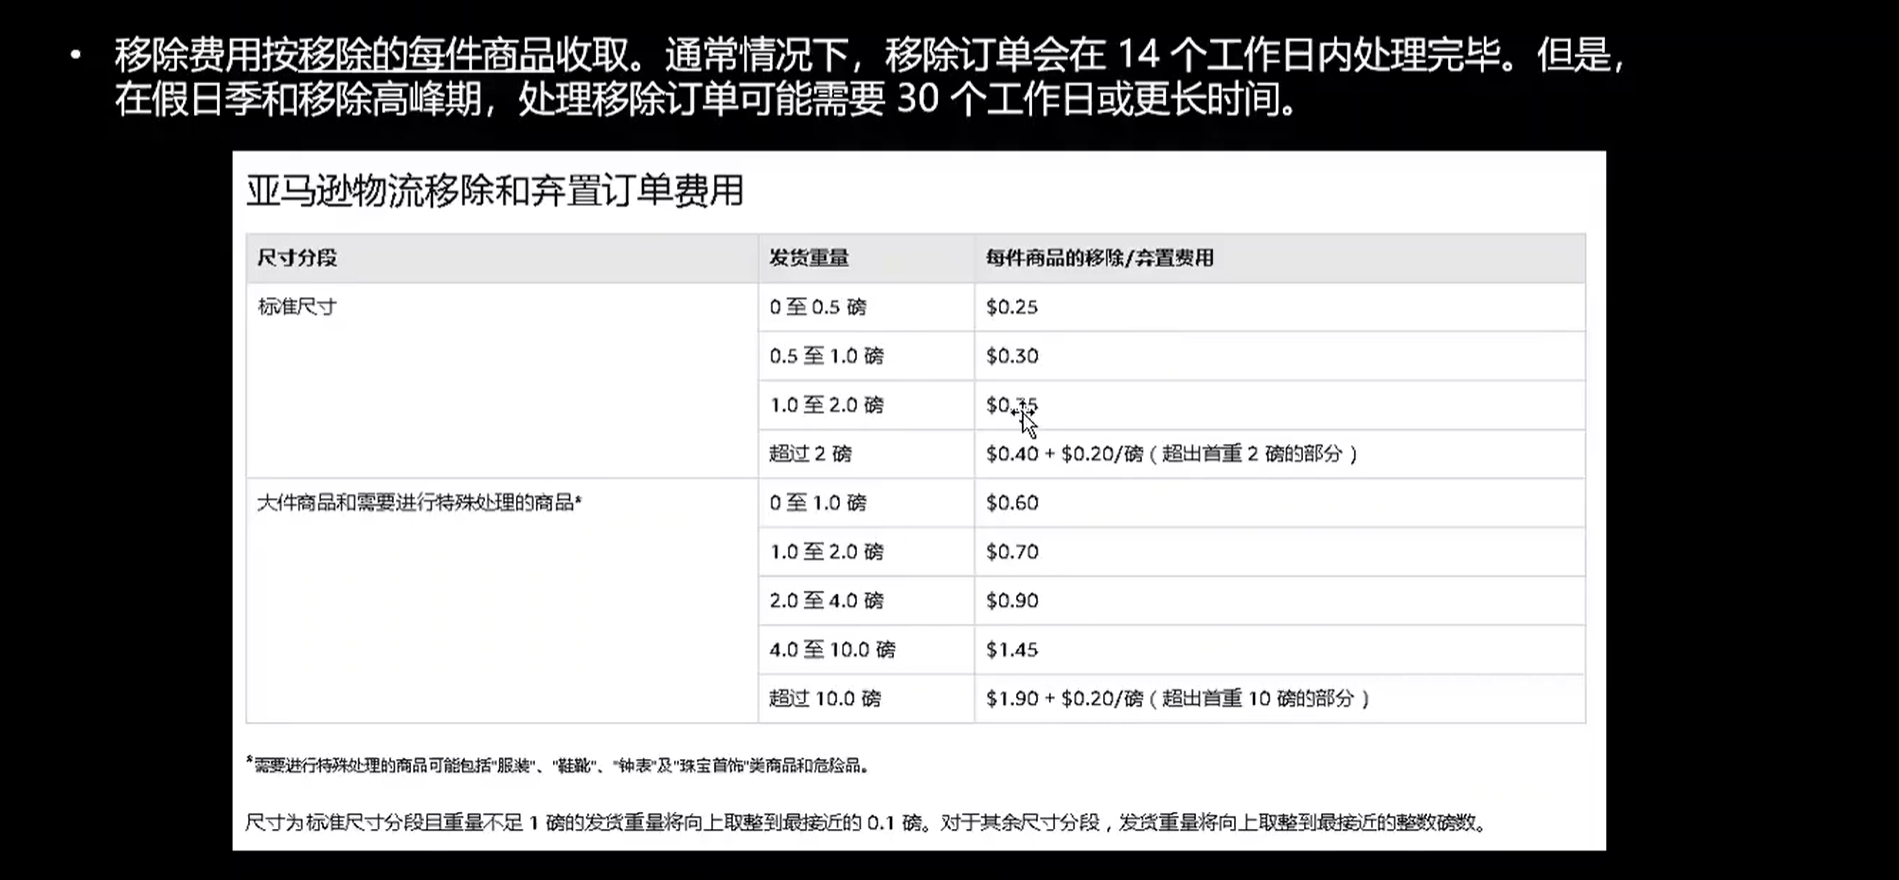 • 移除费用按移除的每件商品收取。通常情况下，移除订单会在 14 个工作日内处理完毕。但是，
在假日季和移除高峰期，处理移除订单可能需要 30 个工作日或更长时间。
亚马逊物流移除和弃置订单费用
尺寸分段 发货重量 每件商品的移除/弃置费用
标准尺寸 0 至 0.5 磅 $0.25
0.5 至 1.0 磅 $0.30
1.0 至 2.0 磅
超过 2 磅 $0.40 + $0.20/磅（超出首重 2 磅的部分）
大件商品和需要进行特殊处理的商品* 0 至 1.0 磅 $0.60
1.0 至 2.0 磅 $0.70
2.0 至 4.0 磅 $0.90
4.0 至 10.0 磅 $1.45
超过 10.0 磅 $1.90 + $0.20/磅（超出首重 10 磅的部分）
*需要进行特殊处理的商品可能包括"服装"、"鞋靴"、"钟表"及"珠宝首饰"类商品和危险品。
尺寸为标准尺寸分段且重量不足 1 磅的发货重量将向上取整到最接近的 0.1 磅。对于其余尺寸分段，发货重量将向上取整到最接近的整数磅数。